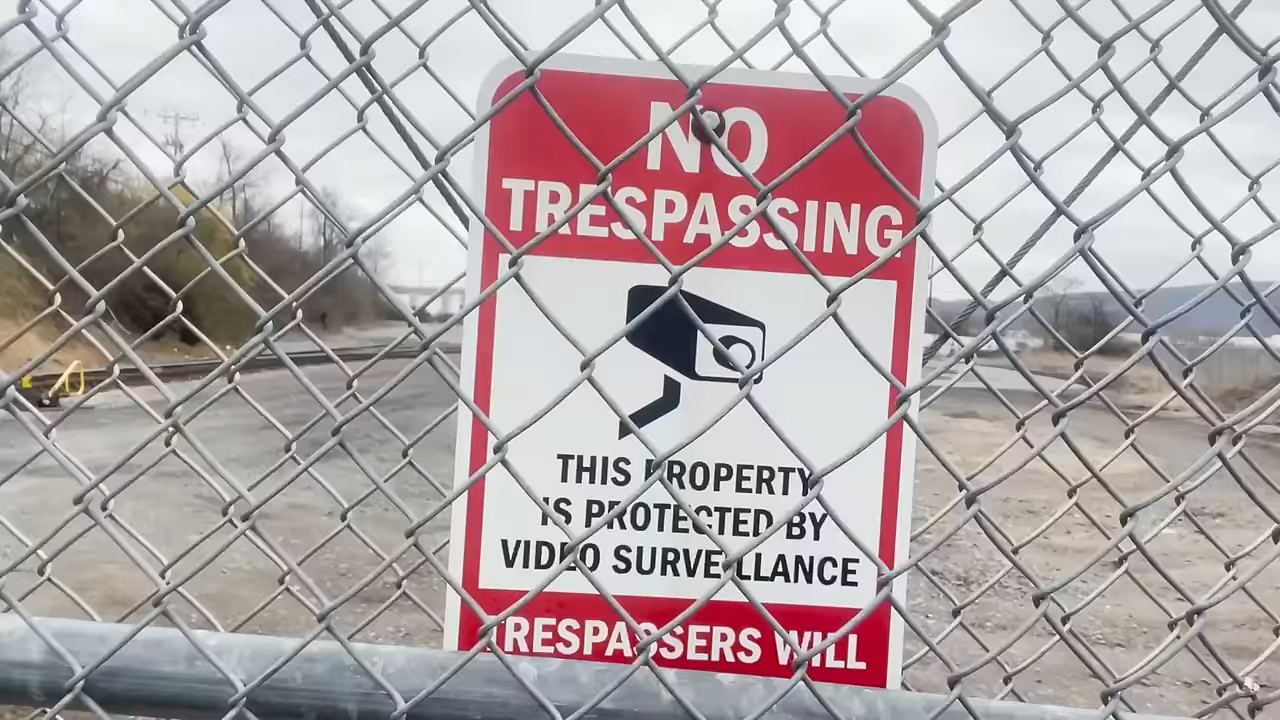 NO
TRESPASSING
THIS PROPERTY
IS PROTECTED BY
VIDEO SURVEILLANCE
TRESPASSERS WILL